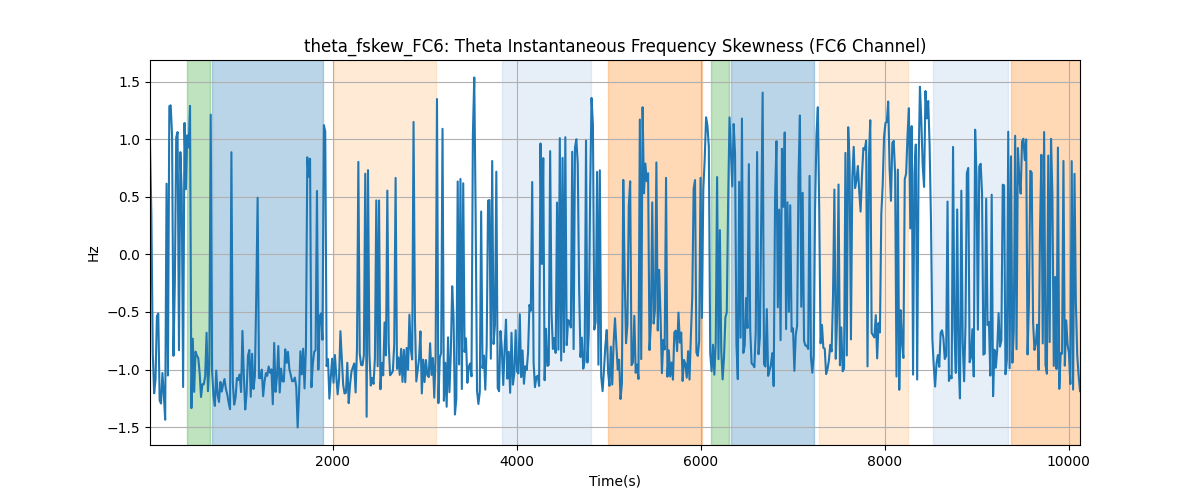 theta_fskew_FC6: Theta Instantaneous Frequency Skewness (FC6 Channel)
1.5
1.0
0.5
0.0
−0.5
−1.0
−1.5
Hz
2000 4000 6000 8000 10000
Time(s)